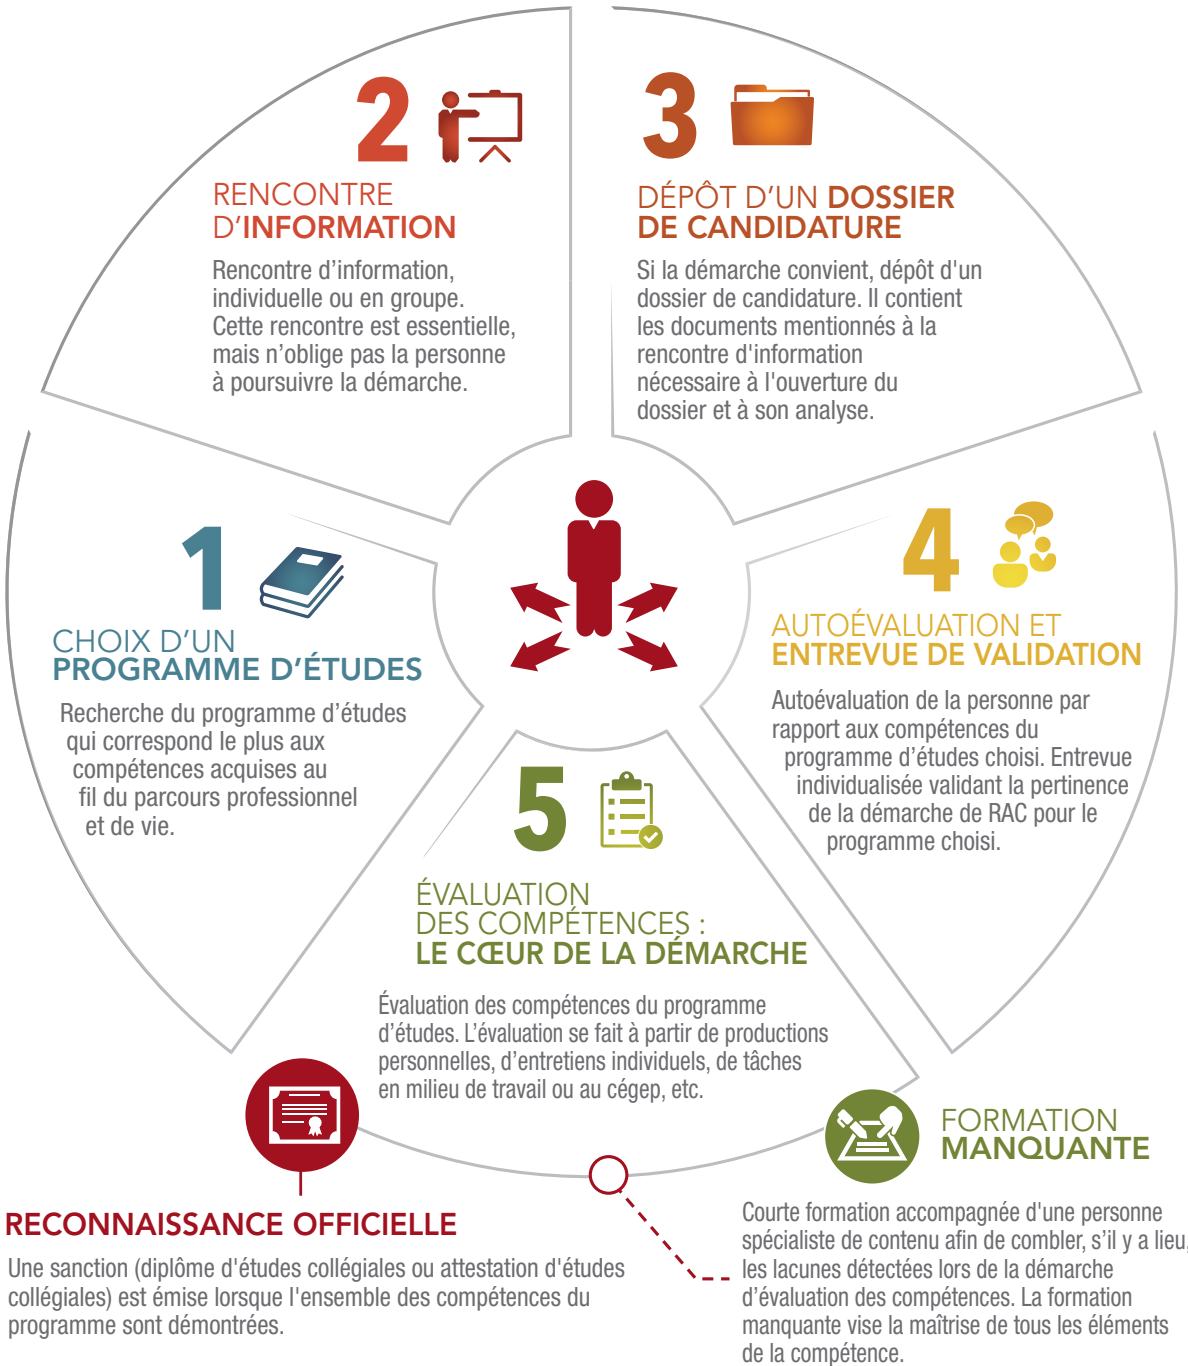 1
CHOIX D’UN
PROGRAMME D’ÉTUDES
Recherche du programme d’études
qui correspond le plus aux
compétences acquises au
fil du parcours professionnel
et de vie.
2
RENCONTRE
D’INFORMATION
Rencontre d’information,
individuelle ou en groupe.
Cette rencontre est essentielle,
mais n’oblige pas la personne
à poursuivre la démarche.
3
DÉPÔT D’UN DOSSIER
DE CANDIDATURE
Si la démarche convient, dépôt d'un
dossier de candidature. Il contient
les documents mentionnés à la
rencontre d'information
nécessaire à l'ouverture du
dossier et à son analyse.
4
AUTOÉVALUATION ET
ENTREVUE DE VALIDATION
Autoévaluation de la personne par
rapport aux compétences du
programme d’études choisi. Entrevue
individualisée validant la pertinence
de la démarche de RAC pour le
programme choisi.
5
ÉVALUATION
DES COMPÉTENCES :
LE CŒUR DE LA DÉMARCHE
Évaluation des compétences du programme
d’études. L’évaluation se fait à partir de productions
personnelles, d’entretiens individuels, de tâches
en milieu de travail ou au cégep, etc.
FORMATION
MANQUANTE
Courte formation accompagnée d'une personne
spécialiste de contenu afin de combler, s’il y a lieu,
les lacunes détectées lors de la démarche
d’évaluation des compétences. La formation
manquante vise la maîtrise de tous les éléments
de la compétence.
RECONNAISSANCE OFFICIELLE
Une sanction (diplôme d'études collégiales ou attestation d'études
collégiales) est émise lorsque l'ensemble des compétences du
programme sont démontrées.